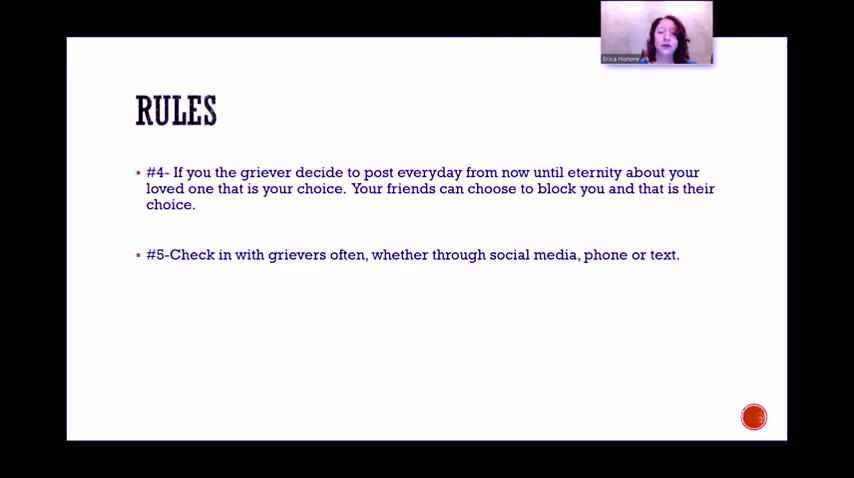 Erica Honore
RULES
#4- If you the griever decide to post everyday from now until eternity about your
loved one that is your choice. Your friends can choose to block you and that is their
choice.
#5-Check in with grievers often, whether through social media, phone or text.